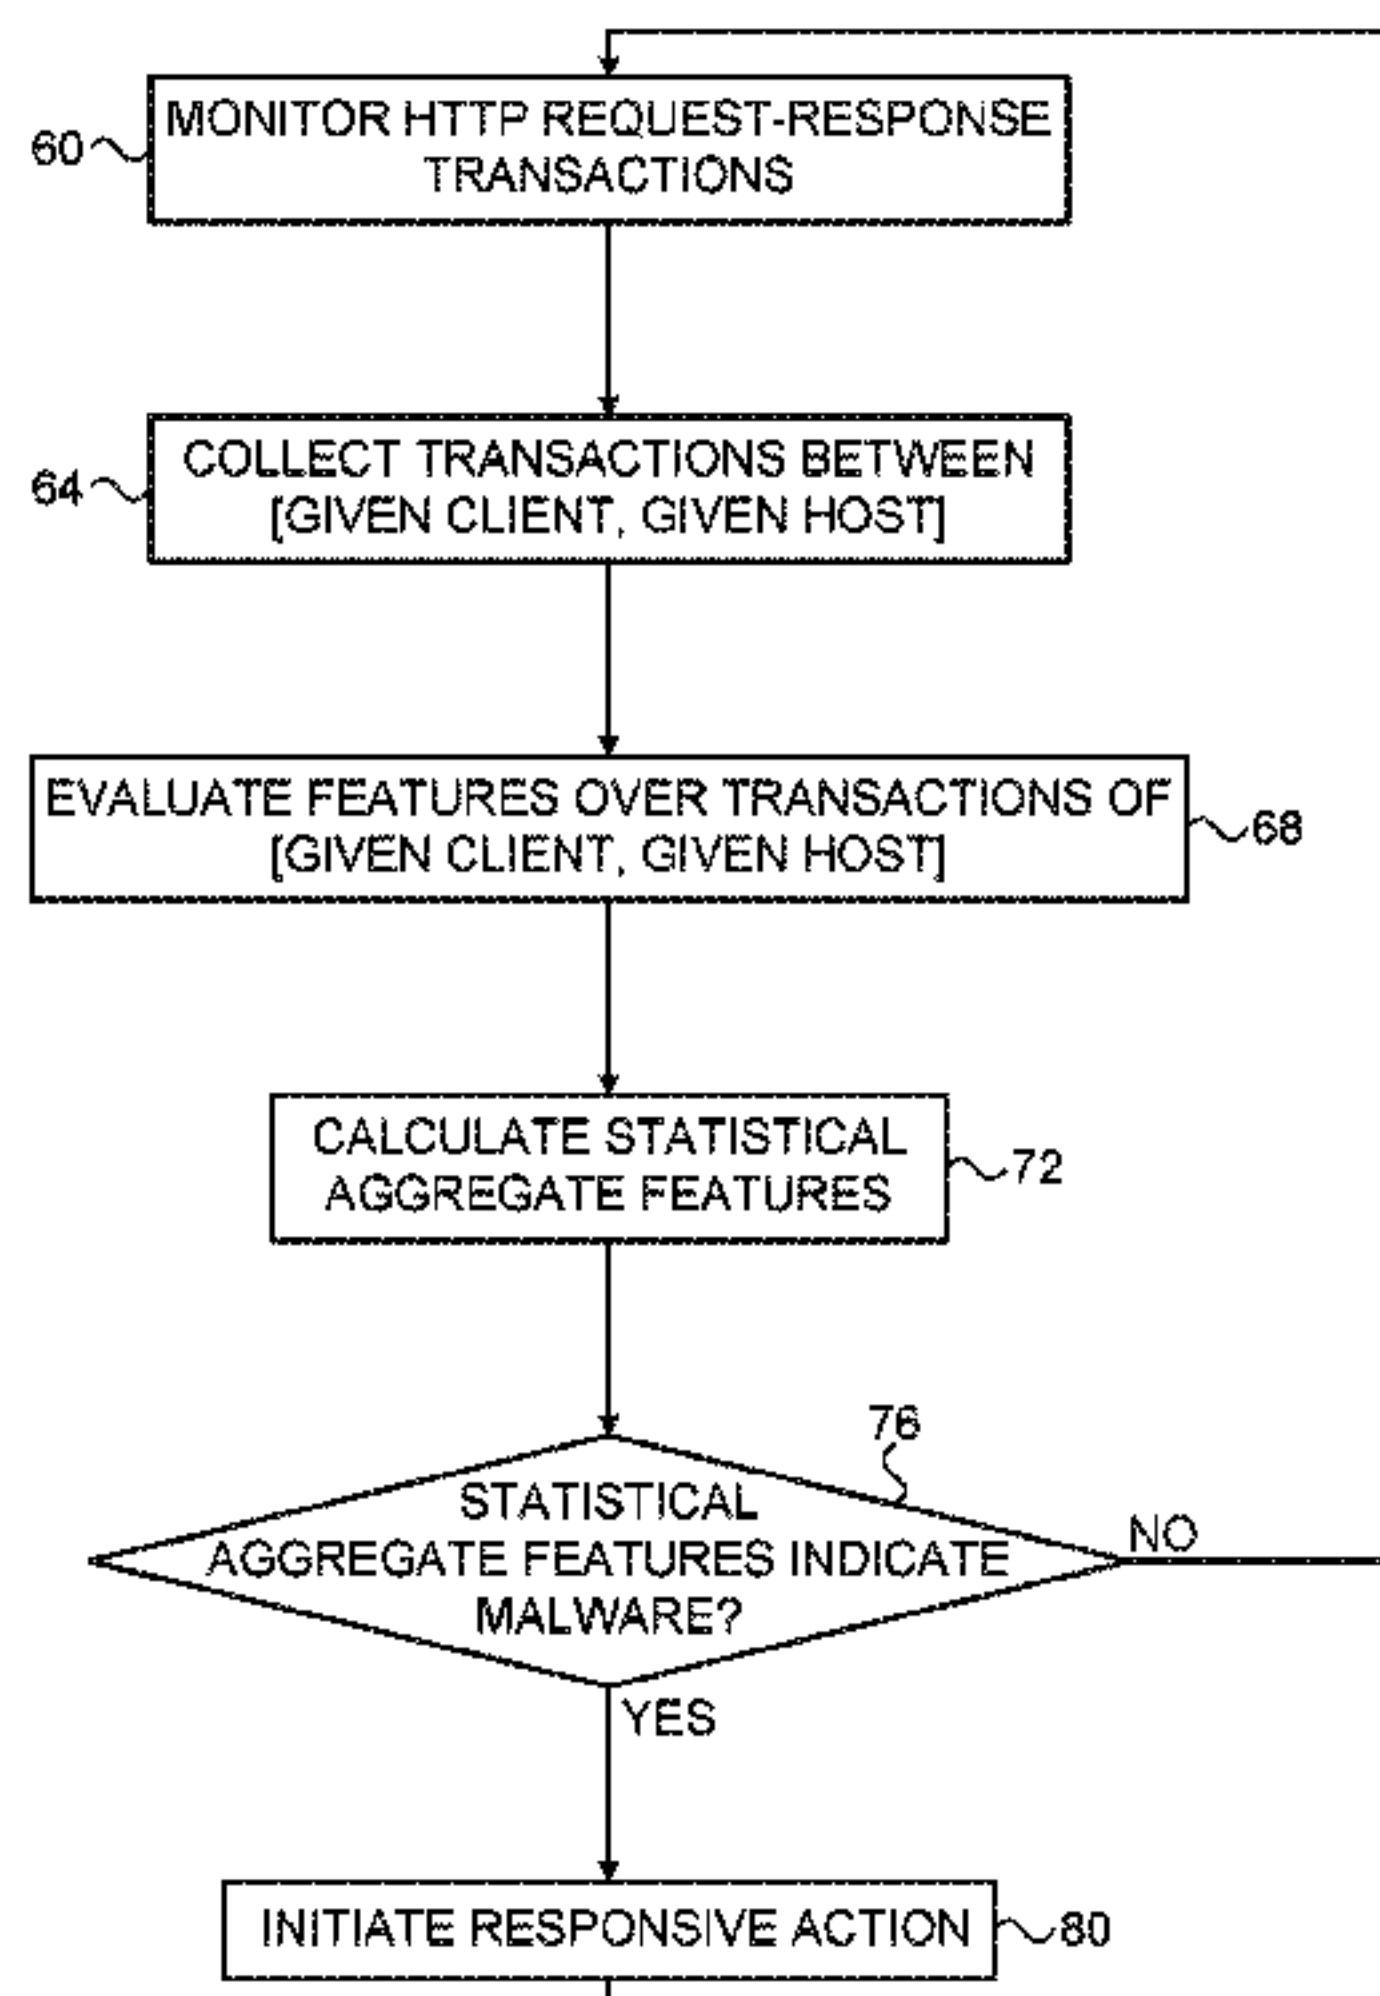 MONITOR HTTP REQUEST-RESPONSE
TRANSACTIONS
60
COLLECT TRANSACTIONS BETWEEN
[GIVEN CLIENT, GIVEN HOST]
64
EVALUATE FEATURES OVER TRANSACTIONS OF
[GIVEN CLIENT, GIVEN HOST]
68
CALCULATE STATISTICAL
AGGREGATE FEATURES
72
76
STATISTICAL
AGGREGATE FEATURES INDICATE
MALWARE?
NO
YES
INITIATE RESPONSIVE ACTION
80